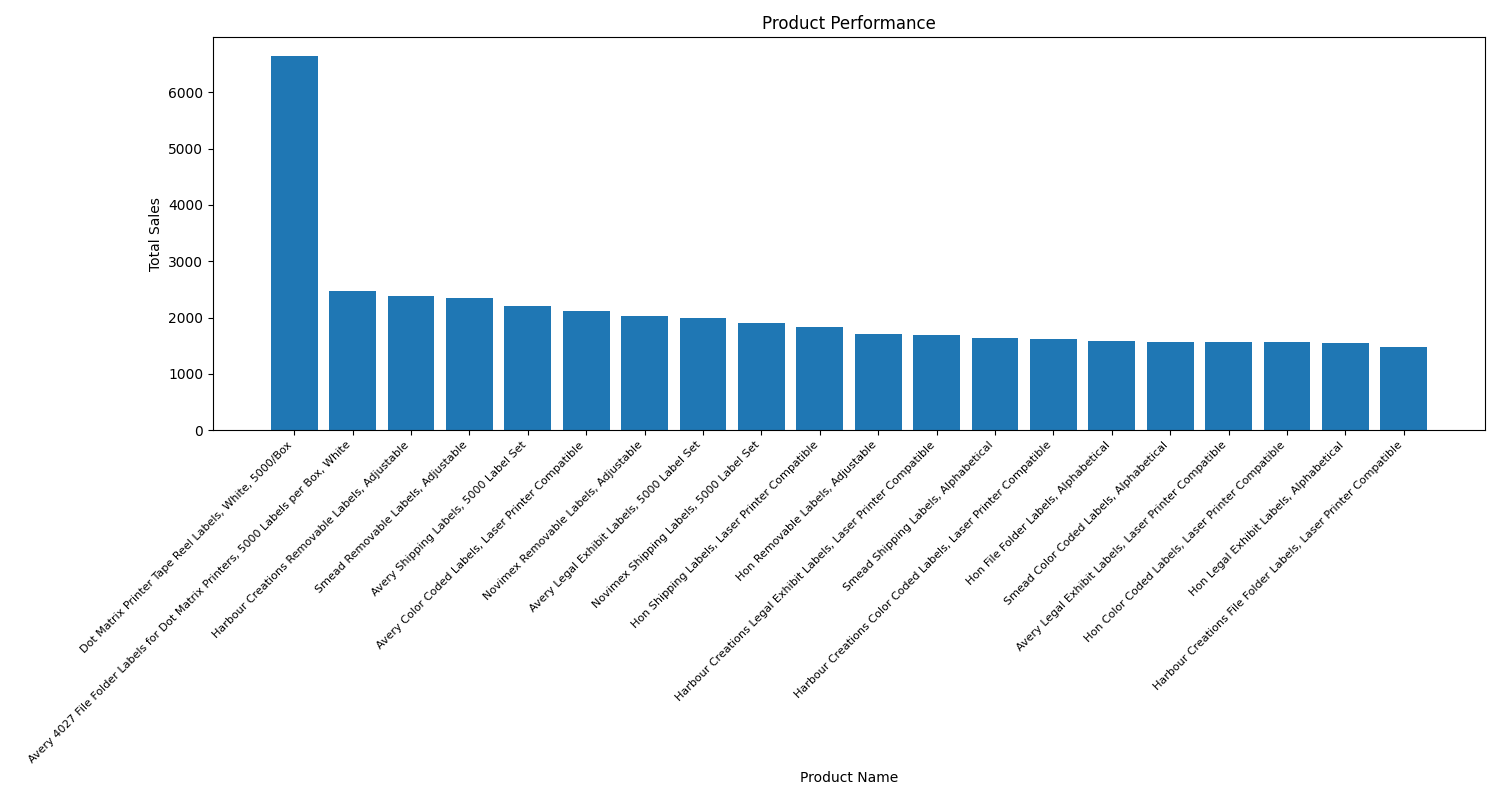 Product Performance
Total Sales
6000
5000
4000
3000
2000
1000
0
Dot Matrix Printer Tape Reel Labels, White, 5000/Box
Avery 4027 File Folder Labels for Dot Matrix Printers, 5000 Labels per Box, White
Harbour Creations Removable Labels, Adjustable
Smead Removable Labels, Adjustable
Avery Shipping Labels, 5000 Label Set
Avery Color Coded Labels, Laser Printer Compatible
Novimex Removable Labels, Adjustable
Avery Legal Exhibit Labels, 5000 Label Set
Novimex Shipping Labels, 5000 Label Set
Hon Shipping Labels, Laser Printer Compatible
Hon Removable Labels, Adjustable
Harbour Creations Legal Exhibit Labels, Laser Printer Compatible
Smead Shipping Labels, Alphabetical
Harbour Creations Color Coded Labels, Laser Printer Compatible
Hon File Folder Labels, Alphabetical
Smead Color Coded Labels, Alphabetical
Avery Legal Exhibit Labels, Laser Printer Compatible
Hon Color Coded Labels, Laser Printer Compatible
Hon Legal Exhibit Labels, Alphabetical
Harbour Creations File Folder Labels, Laser Printer Compatible
Product Name